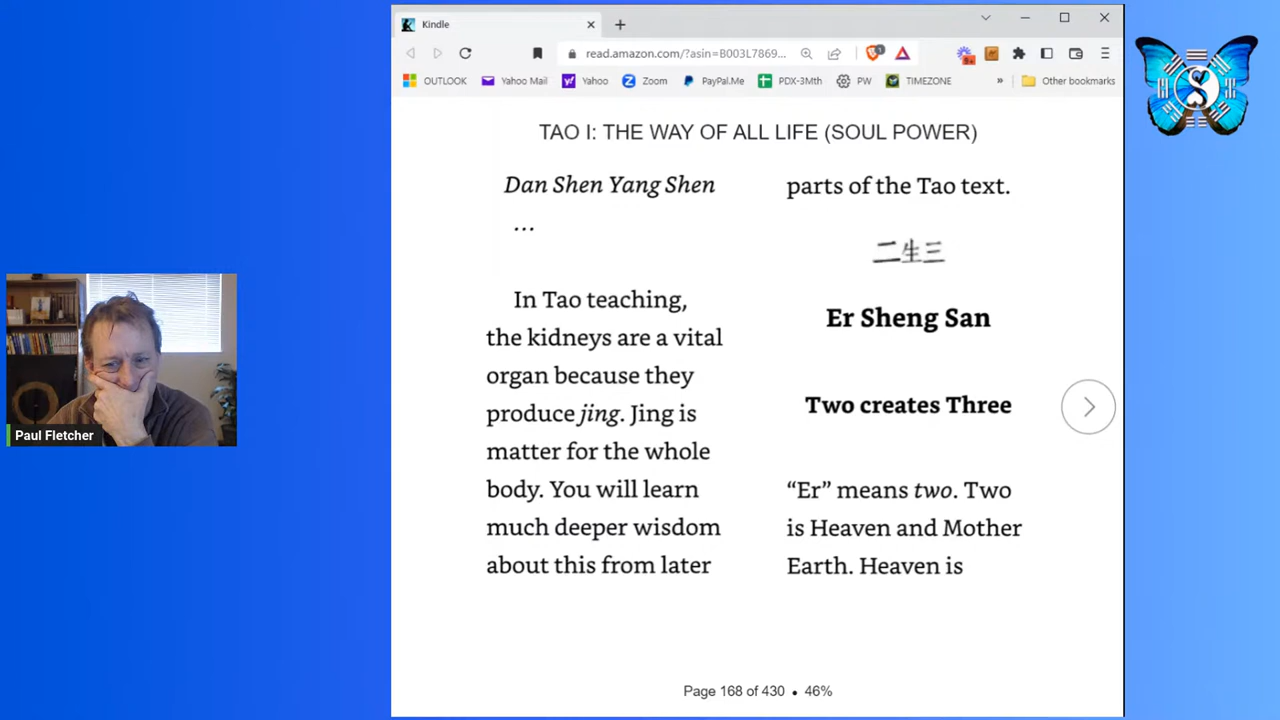 Kindle
read.amazon.com/?asin=B003L7869...
OUTLOOK
Yahoo Mail
Yahoo
Zoom
PayPal.Me
PDX-3Mth
PW
TIMEZONE
»
Other bookmarks
TAO I: THE WAY OF ALL LIFE (SOUL POWER)
Dan Shen Yang Shen
…
In Tao teaching,
the kidneys are a vital
organ because they
produce jing. Jing is
matter for the whole
body. You will learn
much deeper wisdom
about this from later
parts of the Tao text.
二生三
Er Sheng San
Two creates Three
“Er” means two. Two
is Heaven and Mother
Earth. Heaven is
Page 168 of 430 • 46%
Paul Fletcher